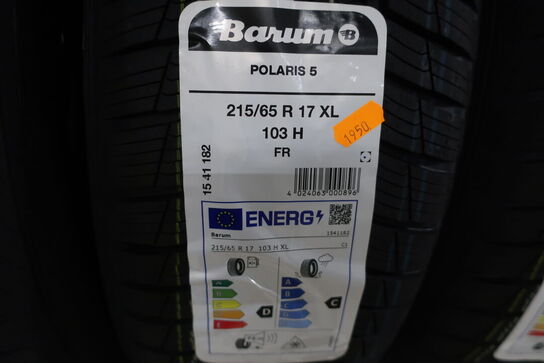 Barum B
POLARIS 5
215/65 R 17 XL
103 H
FR
1950.
15 41 182
4 024063 000896
ENERG
Barum 1541182
215/65 R 17 103 H XL C1
A A
B B
C C
D D
E E
D C